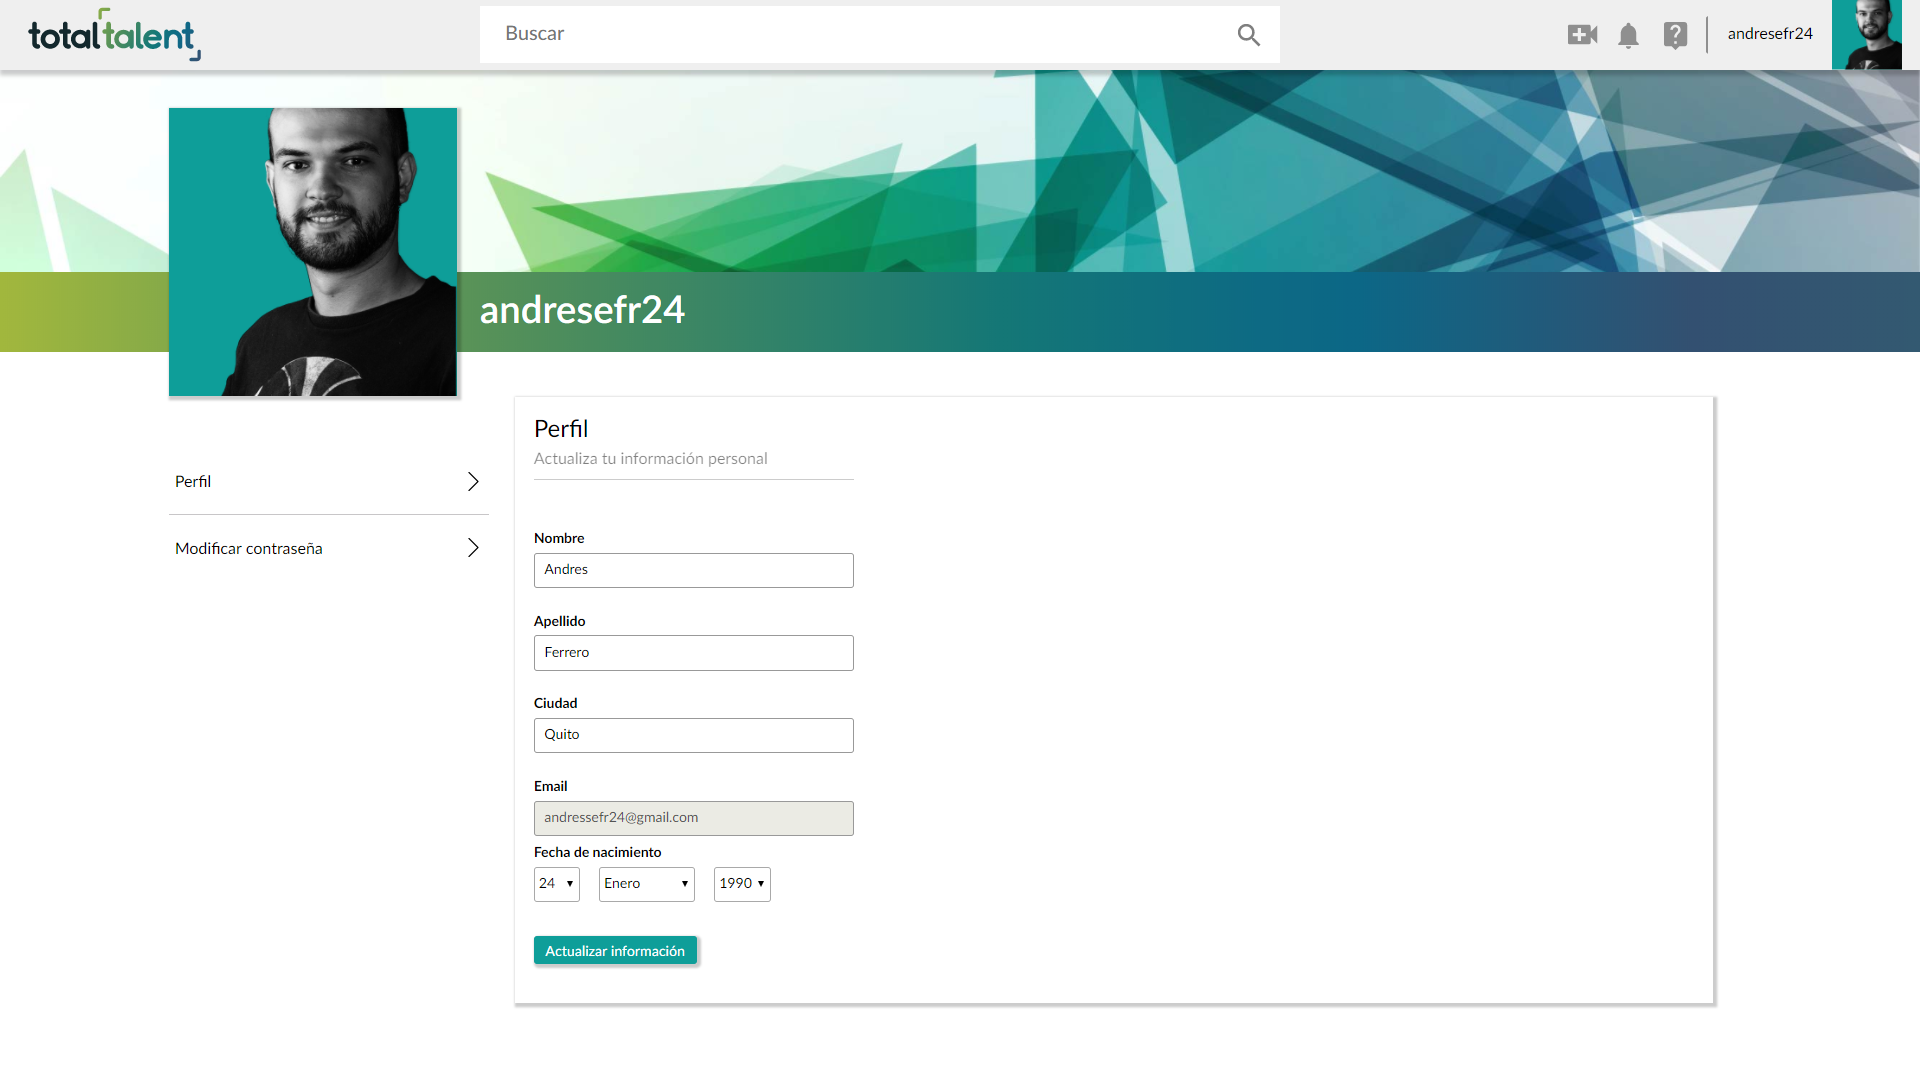 totaltalent
Buscar
andresefr24
andresefr24
Perfil
Modificar contraseña
Perfil
Actualiza tu información personal
Nombre
Andres
Apellido
Ferrero
Ciudad
Quito
Email
andressefr24@gmail.com
Fecha de nacimiento
24 Enero 1990
Actualizar información